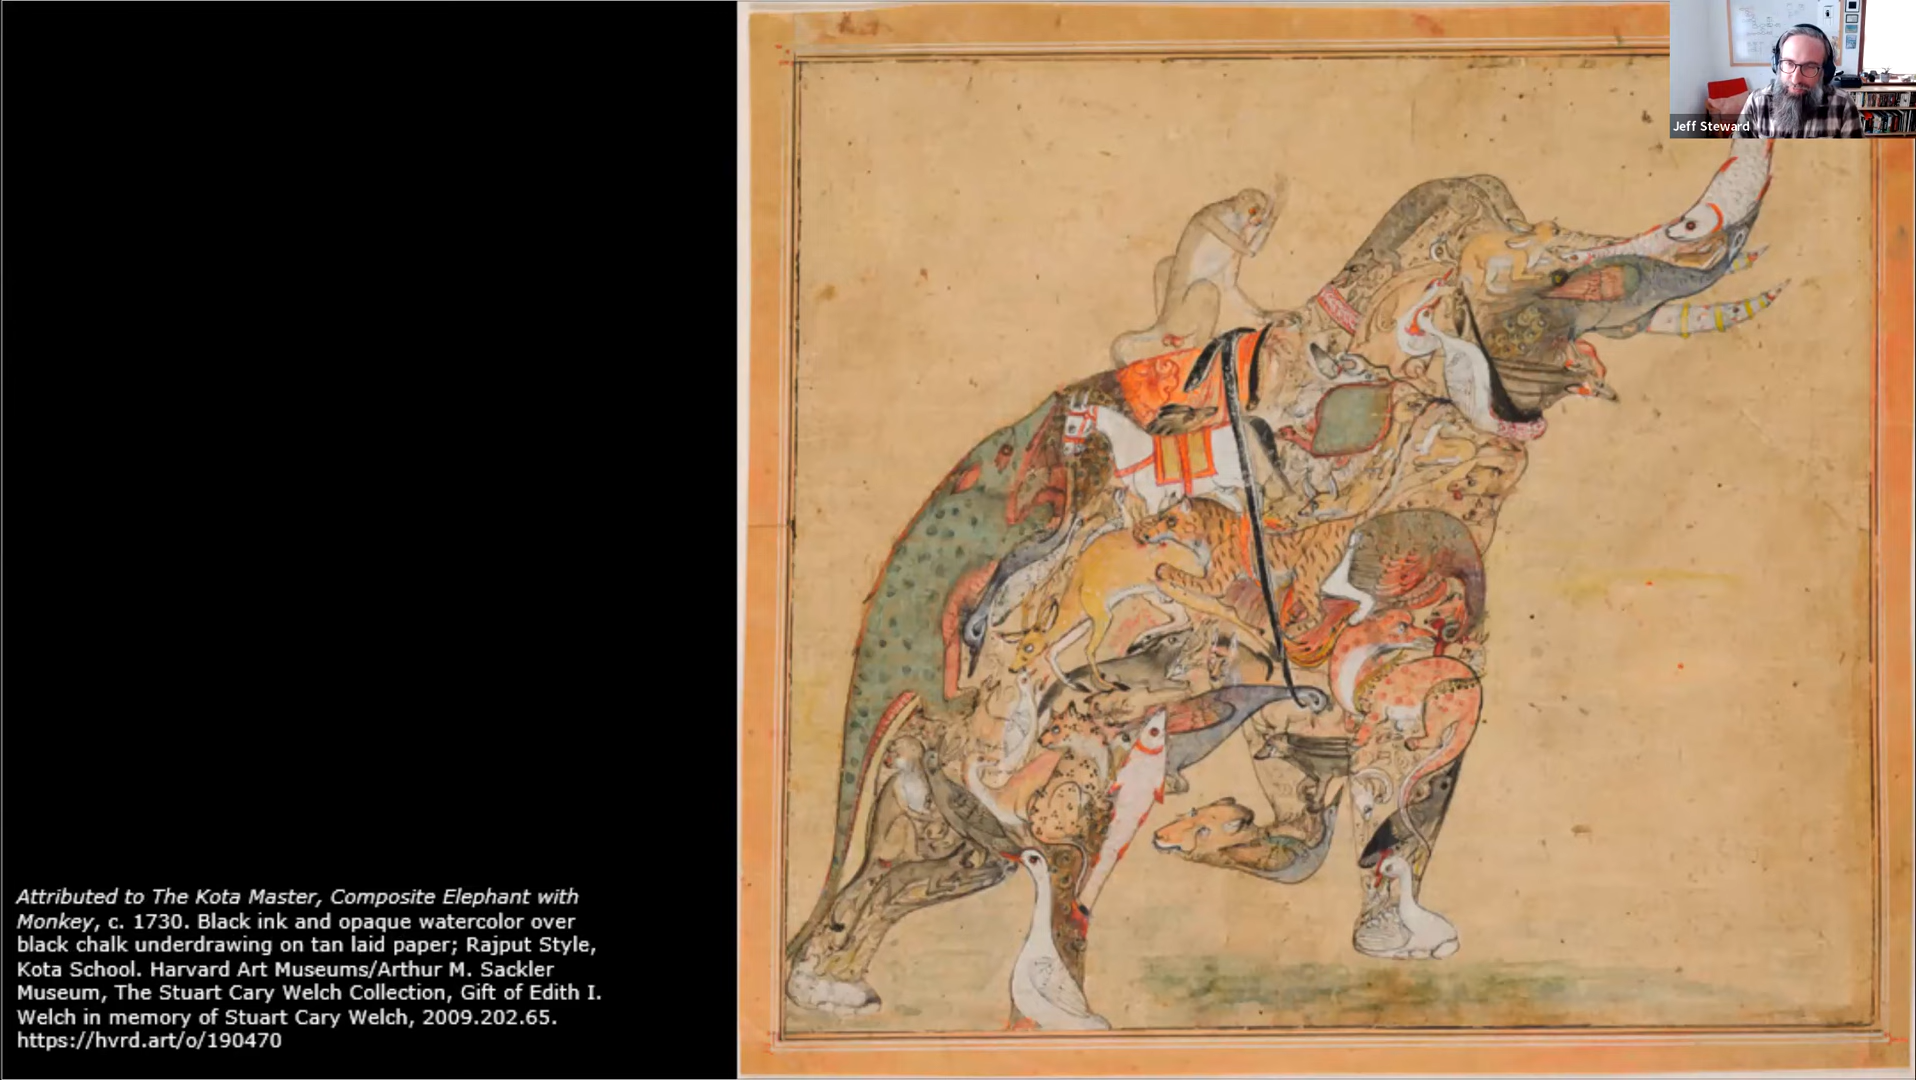 Jeff Steward
Attributed to The Kota Master, Composite Elephant with
Monkey, c. 1730. Black ink and opaque watercolor over
black chalk underdrawing on tan laid paper; Rajput Style,
Kota School. Harvard Art Museums/Arthur M. Sackler
Museum, The Stuart Cary Welch Collection, Gift of Edith I.
Welch in memory of Stuart Cary Welch, 2009.202.65.
https://hvrd.art/o/190470